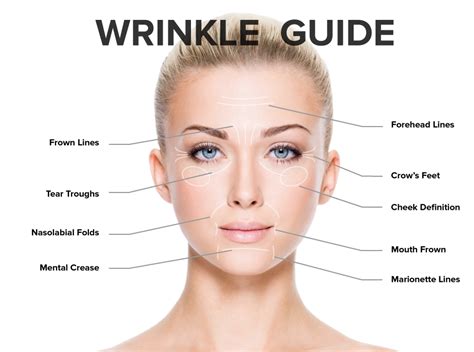 WRINKLE GUIDE
Forehead Lines
Frown Lines
Crow's Feet
Tear Troughs
Cheek Definition
Nasolabial Folds
Mouth Frown
Mental Crease
Marionette Lines